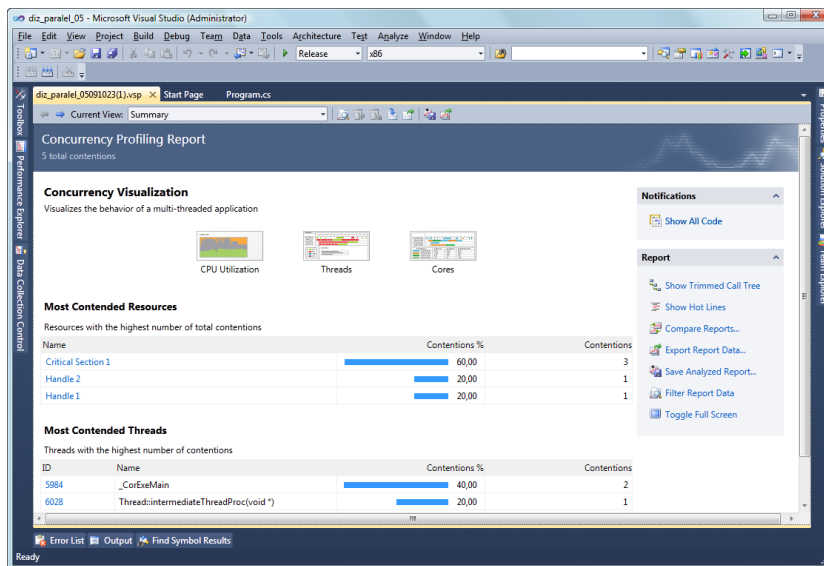 diz_paralel_05 - Microsoft Visual Studio (Administrator)
File Edit View Project Build Debug Team Data Tools Architecture Test Analyze Window Help
Release x86
diz_paralel_05091023(1).vsp Start Page Program.cs
Current View: Summary
Concurrency Profiling Report
5 total contentions
Concurrency Visualization
Visualizes the behavior of a multi-threaded application
CPU Utilization Threads Cores
Most Contended Resources
Resources with the highest number of total contentions
Name Contentions % Contentions
Critical Section 1 60,00 3
Handle 2 20,00 1
Handle 1 20,00 1
Most Contended Threads
Threads with the highest number of contentions
ID Name Contentions % Contentions
5984 _CorExeMain 40,00 2
6028 Thread::intermediateThreadProc(void *) 20,00 1
Notifications
Show All Code
Report
Show Trimmed Call Tree
Show Hot Lines
Compare Reports...
Export Report Data...
Save Analyzed Report...
Filter Report Data
Toggle Full Screen
Toolbox
Performance Explorer
Data Collection Control
Properties
Solution Explorer
Team Explorer
Error List Output Find Symbol Results
Ready